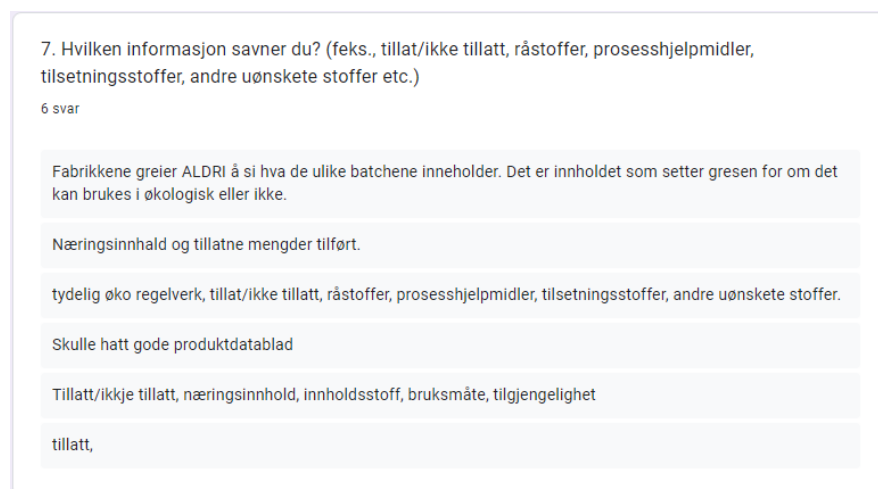 7. Hvilken informasjon savner du? (feks., tillat/ikke tillatt, råstoffer, prosesshjelpmidler,
tilsetningsstoffer, andre uønskete stoffer etc.)
6 svar
Fabrikkene greier ALDRI å si hva de ulike batchene inneholder. Det er innholdet som setter gresen for om det
kan brukes i økologisk eller ikke.
Næringsinnhald og tillatne mengder tilført.
tydelig øko regelverk, tillat/ikke tillatt, råstoffer, prosesshjelpmidler, tilsetningsstoffer, andre uønskete stoffer.
Skulle hatt gode produktdatablad
Tillatt/ikkje tillatt, næringsinnhold, innholdsstoff, bruksmåte, tilgjengelighet
tillatt,